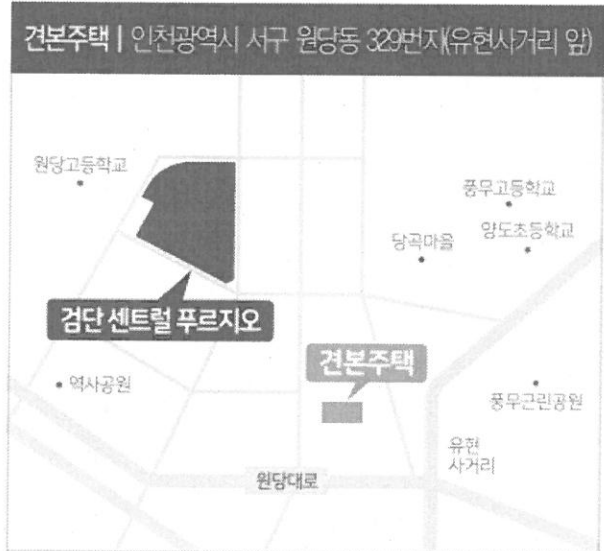 견본주택 | 인천광역시 서구 원당동 329번지(유현사거리 앞)
원당고등학교
풍무고등학교
양도초등학교
당곡마을
검단 센트럴 푸르지오
견본주택
역사공원
풍무근린공원
유현
사거리
원당대로